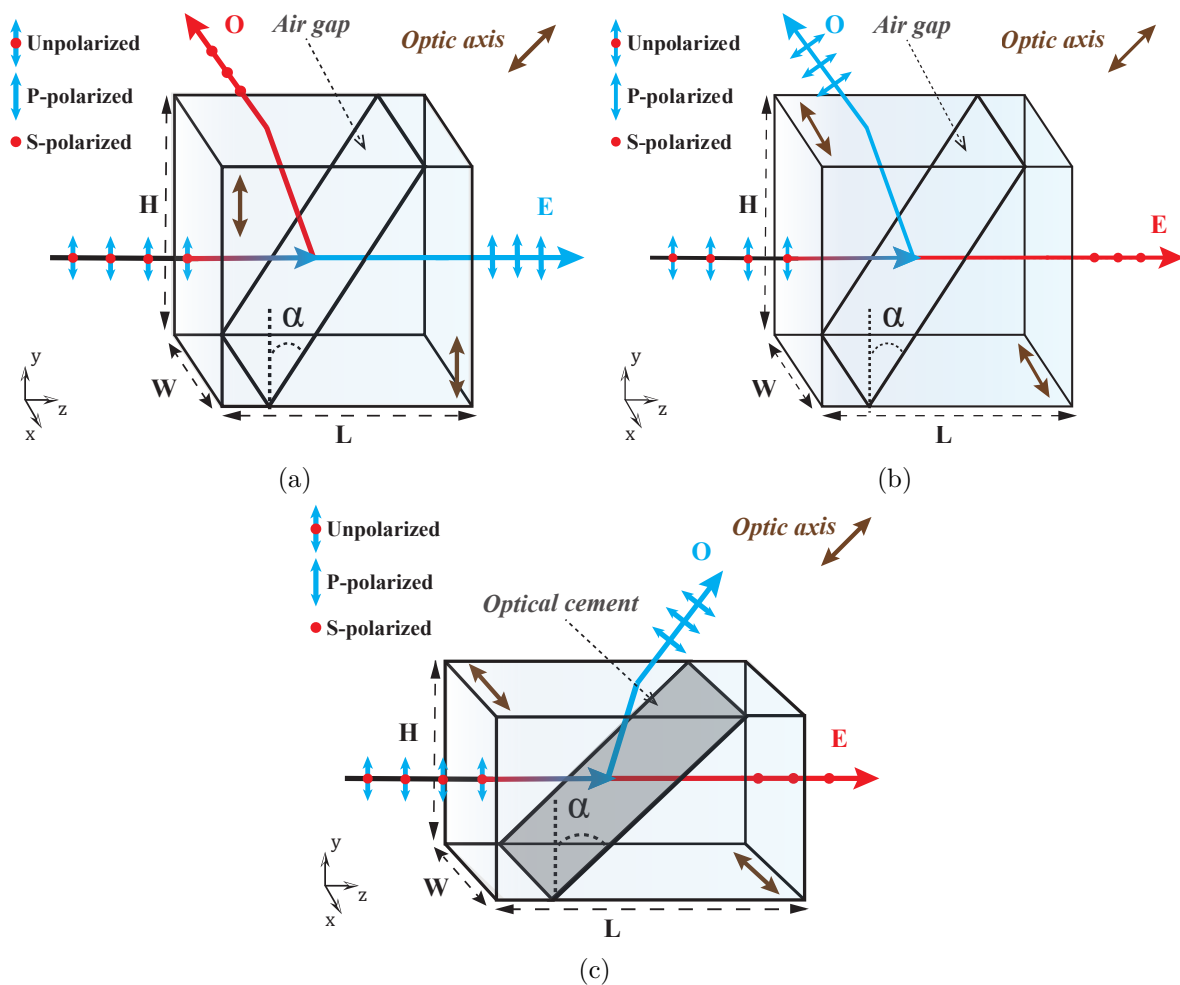 O
Air gap
Optic axis
Unpolarized
P-polarized
S-polarized
H
E
α
W
y
z
x
L
(a)
O
Air gap
Optic axis
Unpolarized
P-polarized
S-polarized
H
E
α
W
y
z
x
L
(b)
Optic axis
O
Unpolarized
P-polarized
Optical cement
S-polarized
H
E
α
W
y
z
x
L
(c)